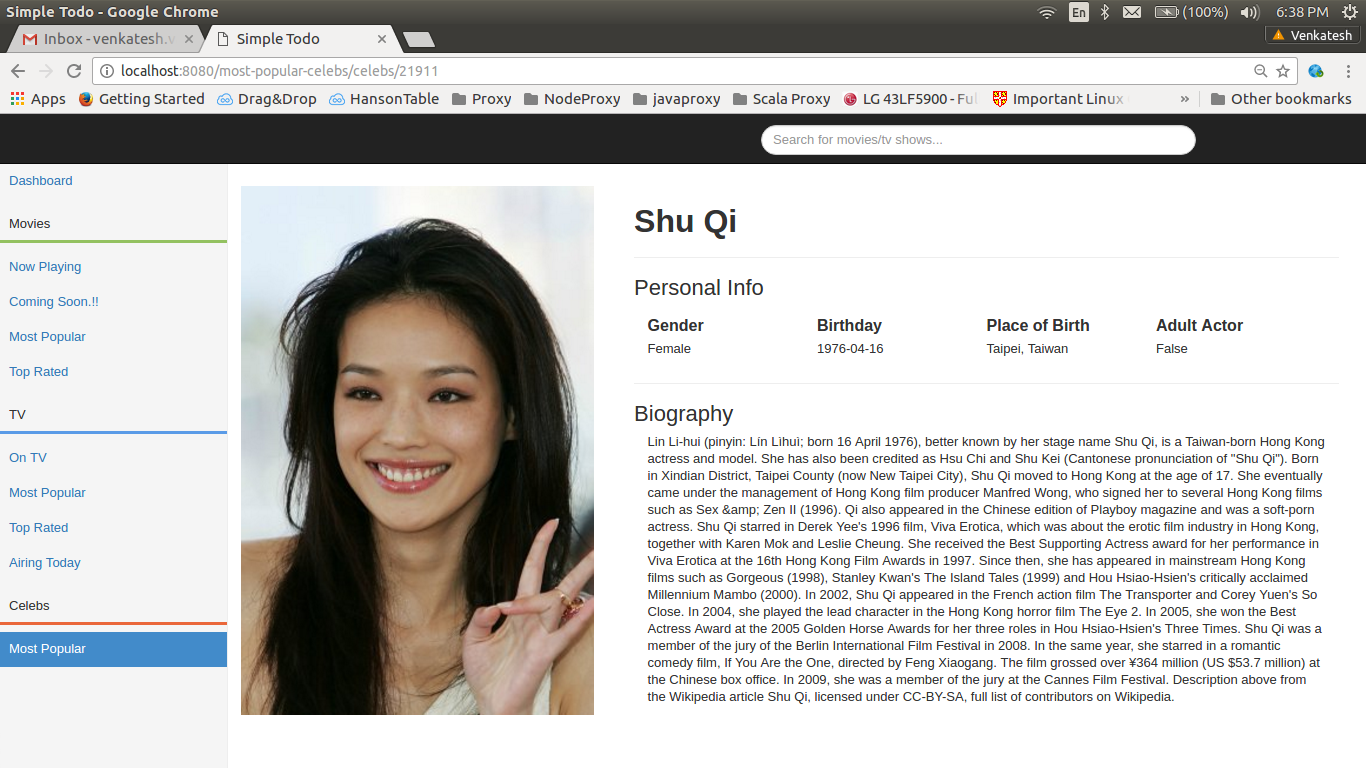 Simple Todo - Google Chrome
En
(100%)
6:38 PM
Inbox - venkatesh.v
Simple Todo
Venkatesh
localhost:8080/most-popular-celebs/celebs/21911
Apps
Getting Started
Drag&Drop
HansonTable
Proxy
NodeProxy
javaproxy
Scala Proxy
LG 43LF5900 - Ful
Important Linux
»
Other bookmarks
Search for movies/tv shows...
Dashboard
Movies
Now Playing
Coming Soon.!!
Most Popular
Top Rated
TV
On TV
Most Popular
Top Rated
Airing Today
Celebs
Most Popular
Shu Qi
Personal Info
Gender
Birthday
Place of Birth
Adult Actor
Female
1976-04-16
Taipei, Taiwan
False
Biography
Lin Li-hui (pinyin: Lín Lìhuì; born 16 April 1976), better known by her stage name Shu Qi, is a Taiwan-born Hong Kong
actress and model. She has also been credited as Hsu Chi and Shu Kei (Cantonese pronunciation of "Shu Qi"). Born
in Xindian District, Taipei County (now New Taipei City), Shu Qi moved to Hong Kong at the age of 17. She eventually
came under the management of Hong Kong film producer Manfred Wong, who signed her to several Hong Kong films
such as Sex &amp; Zen II (1996). Qi also appeared in the Chinese edition of Playboy magazine and was a soft-porn
actress. Shu Qi starred in Derek Yee's 1996 film, Viva Erotica, which was about the erotic film industry in Hong Kong,
together with Karen Mok and Leslie Cheung. She received the Best Supporting Actress award for her performance in
Viva Erotica at the 16th Hong Kong Film Awards in 1997. Since then, she has appeared in mainstream Hong Kong
films such as Gorgeous (1998), Stanley Kwan's The Island Tales (1999) and Hou Hsiao-Hsien's critically acclaimed
Millennium Mambo (2000). In 2002, Shu Qi appeared in the French action film The Transporter and Corey Yuen's So
Close. In 2004, she played the lead character in the Hong Kong horror film The Eye 2. In 2005, she won the Best
Actress Award at the 2005 Golden Horse Awards for her three roles in Hou Hsiao-Hsien's Three Times. Shu Qi was a
member of the jury of the Berlin International Film Festival in 2008. In the same year, she starred in a romantic
comedy film, If You Are the One, directed by Feng Xiaogang. The film grossed over ¥364 million (US $53.7 million) at
the Chinese box office. In 2009, she was a member of the jury at the Cannes Film Festival. Description above from
the Wikipedia article Shu Qi, licensed under CC-BY-SA, full list of contributors on Wikipedia.